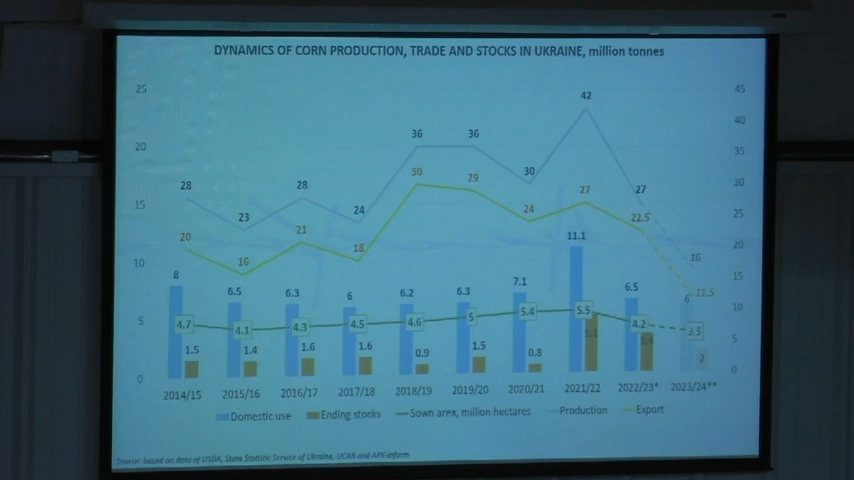 DYNAMICS OF CORN PRODUCTION, TRADE AND STOCKS IN UKRAINE, million tonnes
25 45
42
40
20 36 36 35
28 28 30 30
30 29
15 23 24 27 27 25
20 21 24 22.5
16 18 20
10 16
11.1 15
8 11.5
6.5 6.3 6 6.2 6.3 7.1 6.5 6 10
5 4.7 4.1 4.3 4.5 4.6 5 5.4 5.5 4.2 3.5 5
1.5 1.4 1.6 1.6 0.9 1.5 0.8 2
0 0
2014/15 2015/16 2016/17 2017/18 2018/19 2019/20 2020/21 2021/22 2022/23* 2023/24**
Domestic use Ending stocks Sown area, million hectares Production Export
Source: based on data of USDA, State Statistic Service of Ukraine, UCAB and APK-Inform